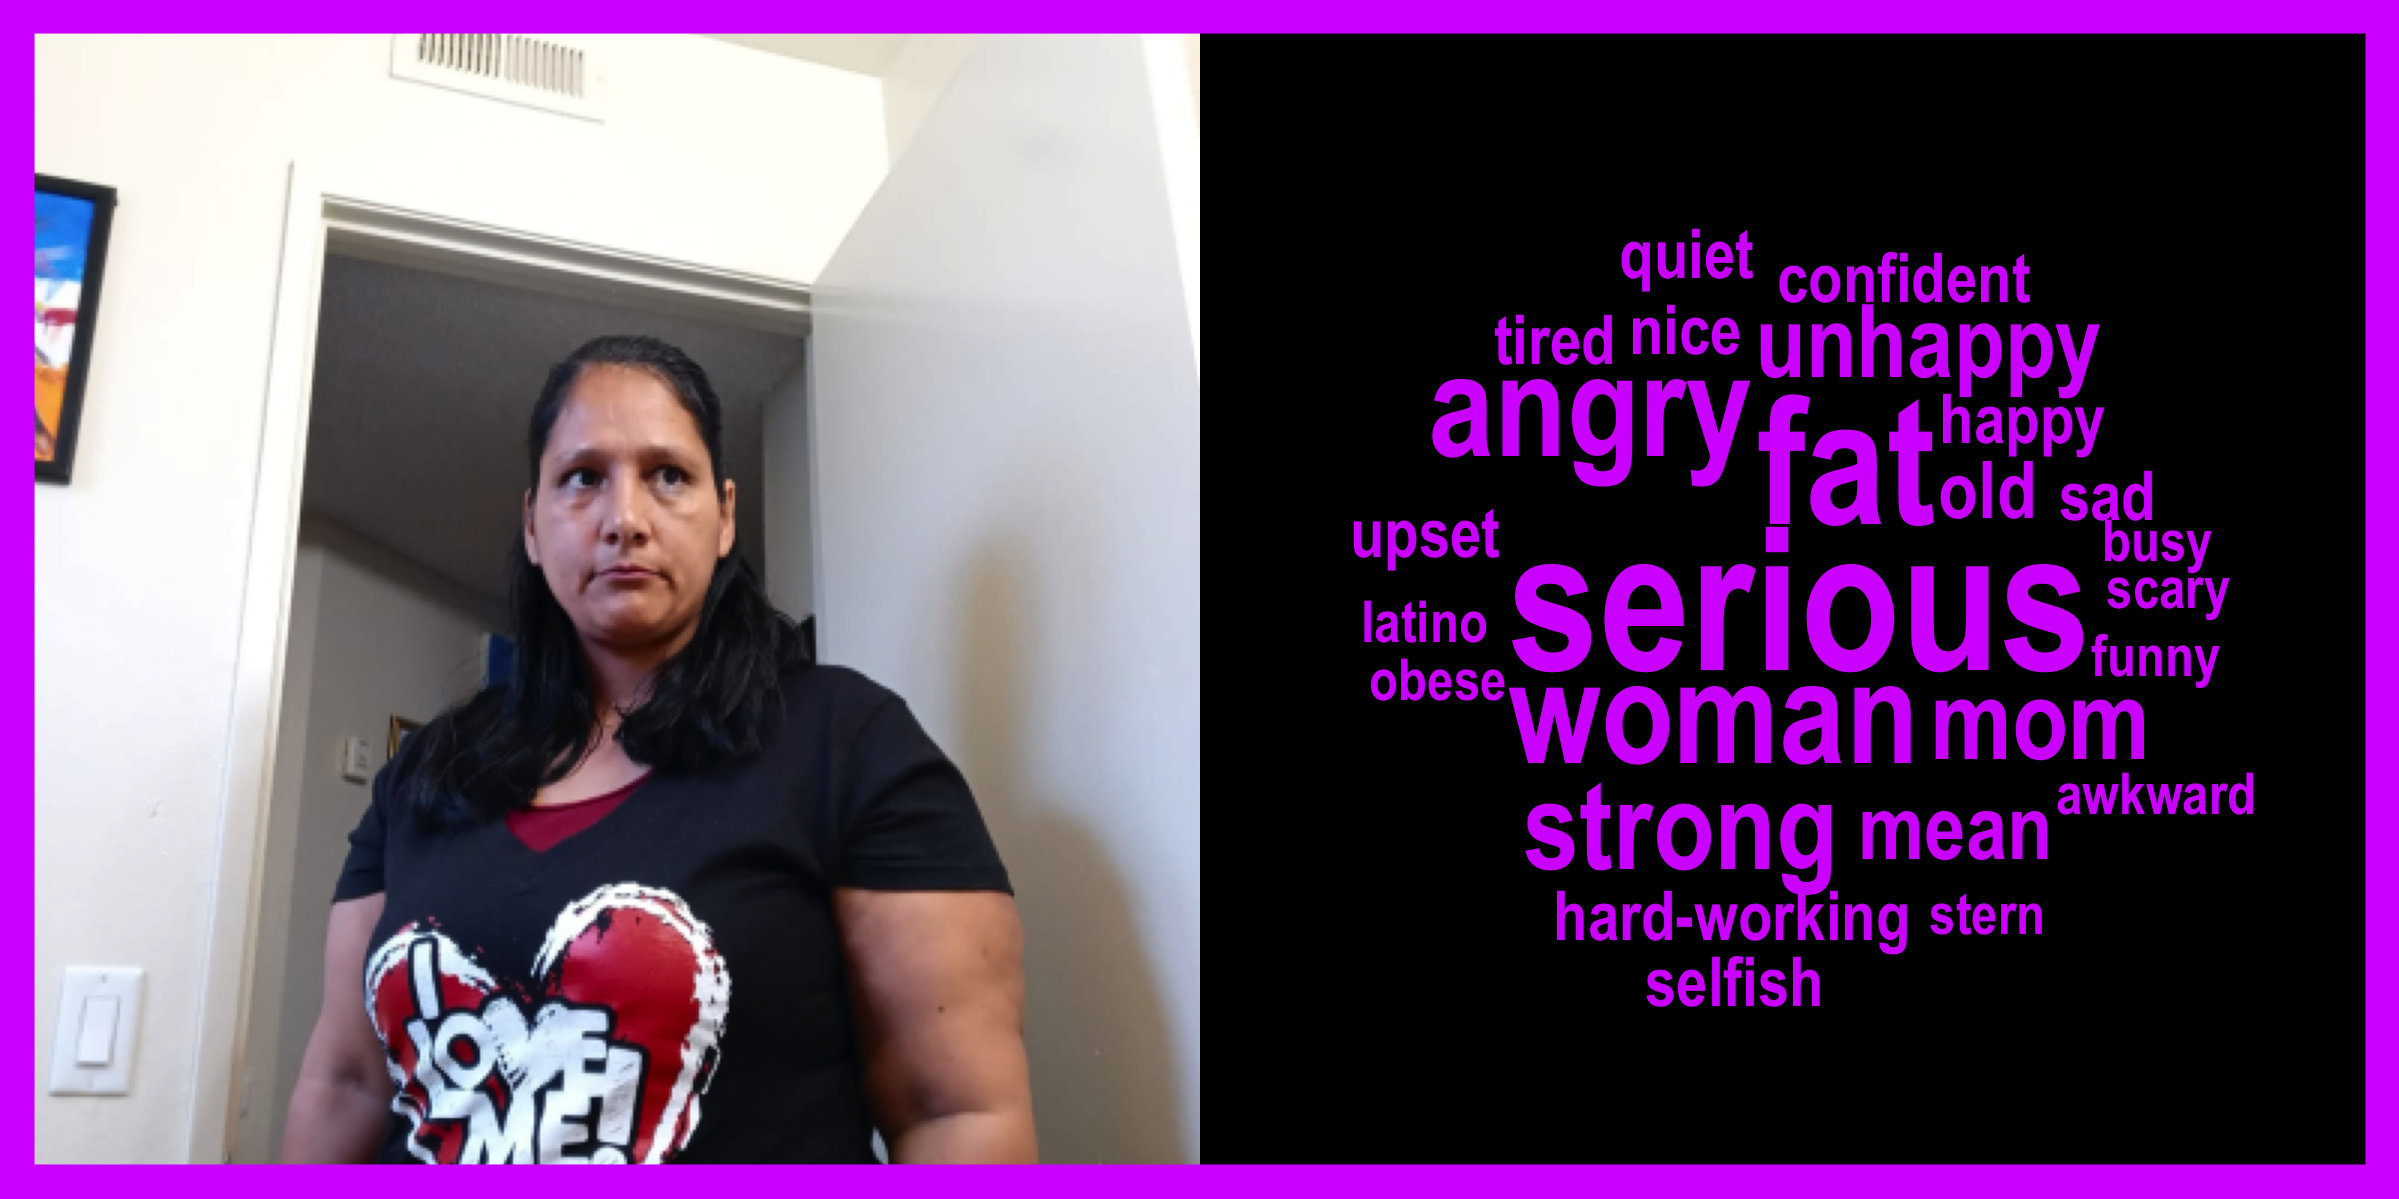 I
LOVE
ME!
quiet confident
tired nice unhappy
angry fat happy
old sad
upset busy
serious scary
latino funny
obese woman mom
strong mean awkward
hard-working stern
selfish